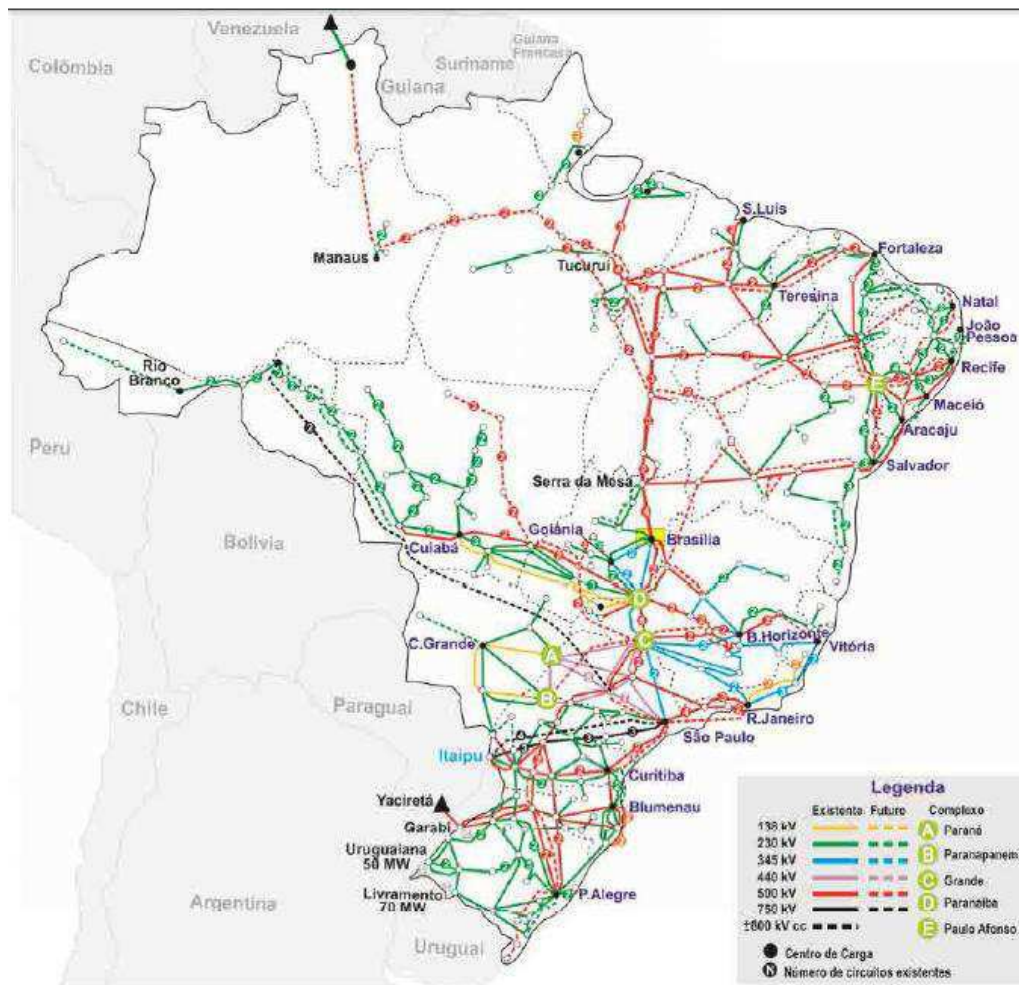 Venezuela
Colômbia
Guiana
Suriname
Guiana
Francesa
Manaus
Tucuruí
S.Luis
Fortaleza
Teresina
Natal
João
Pessoa
Recife
Rio
Branco
Maceió
Aracaju
Salvador
Peru
Serra da Mesa
Bolivia
Cuiabá
Goiânia
Brasília
D
C
B.Horizonte
Vitória
C.Grande
A
B
E
Chile
Paraguai
R.Janeiro
São Paulo
Itaipu
Curitiba
Yaciretá
Blumenau
Garabi
Uruguaiana
50 MW
Livramento
70 MW
P.Alegre
Argentina
Uruguai
Legenda
Existente Futuro Complexo
138 kV A Paraná
230 kV B Paranapanem
345 kV C Grande
440 kV D Paranaíba
500 kV E Paulo Afonso
750 kV
±600 kV cc
Centro de Carga
N Número de circuitos existentes